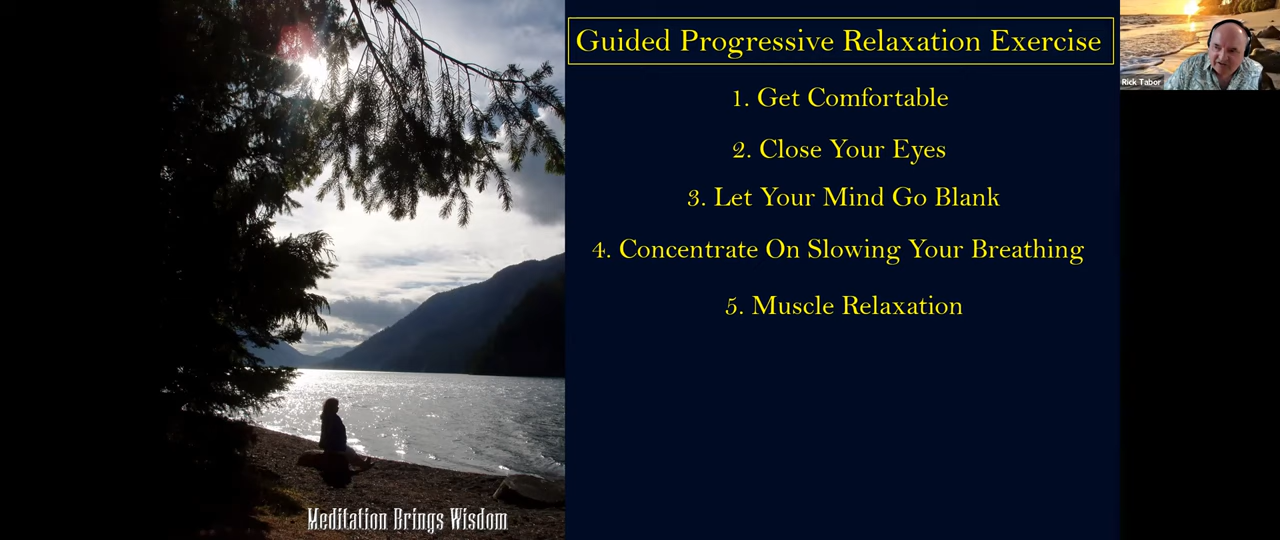 Guided Progressive Relaxation Exercise
1. Get Comfortable
2. Close Your Eyes
3. Let Your Mind Go Blank
4. Concentrate On Slowing Your Breathing
5. Muscle Relaxation
Meditation Brings Wisdom
Rick Tabor